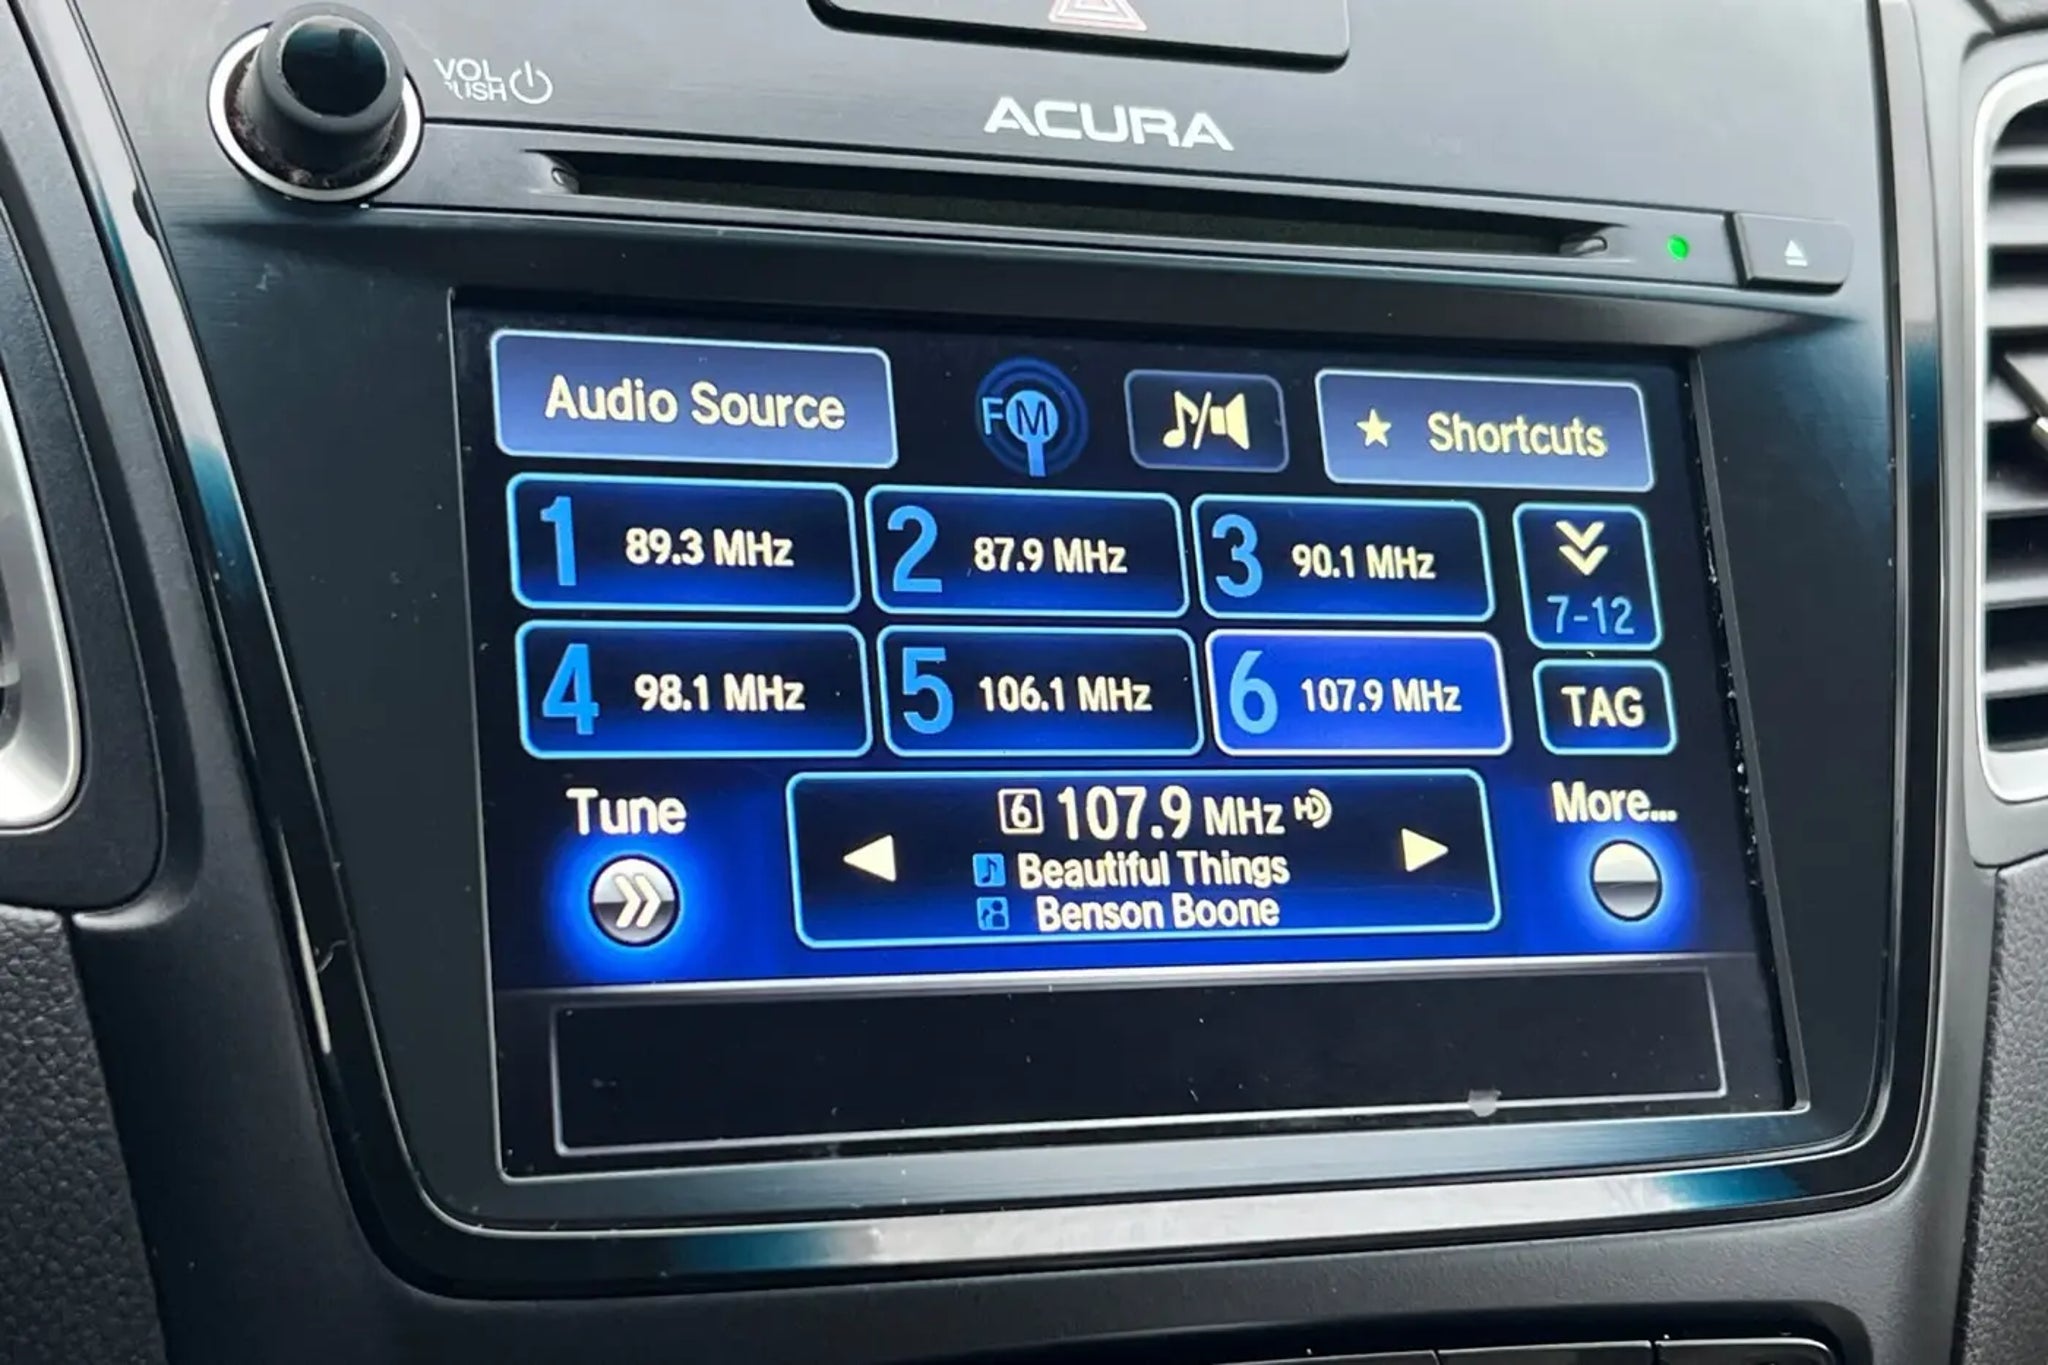 VOL
PUSH
ACURA
Audio Source
FM
Shortcuts
1 89.3 MHz
2 87.9 MHz
3 90.1 MHz
7-12
4 98.1 MHz
5 106.1 MHz
6 107.9 MHz
TAG
Tune
6 107.9 MHz HD
More...
Beautiful Things
Benson Boone